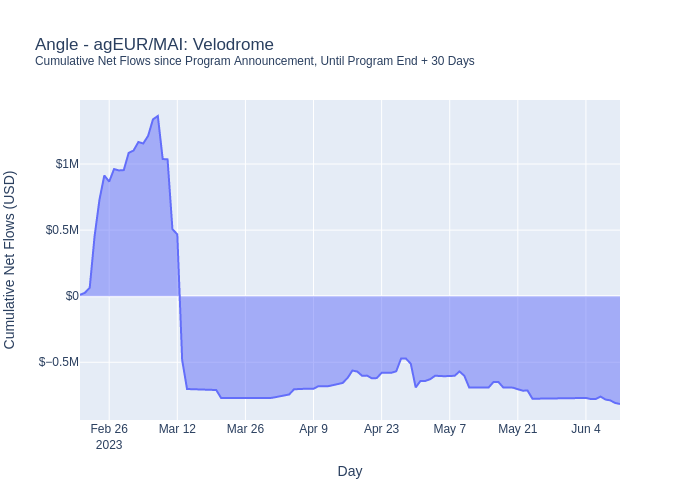 Angle - agEUR/MAI: Velodrome
Cumulative Net Flows since Program Announcement, Until Program End + 30 Days
Cumulative Net Flows (USD)
$1M
$0.5M
$0
$−0.5M
Feb 26
2023
Mar 12
Mar 26
Apr 9
Apr 23
May 7
May 21
Jun 4
Day